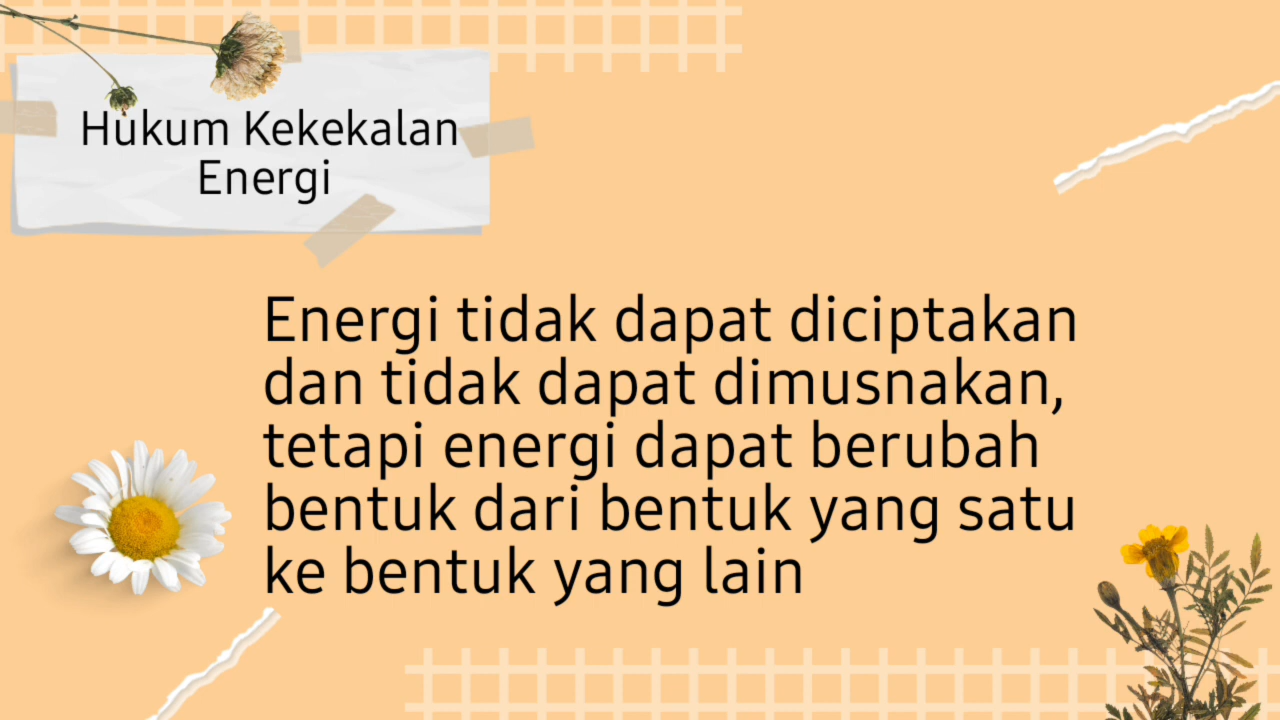 Hukum Kekekalan
Energi
Energi tidak dapat diciptakan
dan tidak dapat dimusnakan,
tetapi energi dapat berubah
bentuk dari bentuk yang satu
ke bentuk yang lain